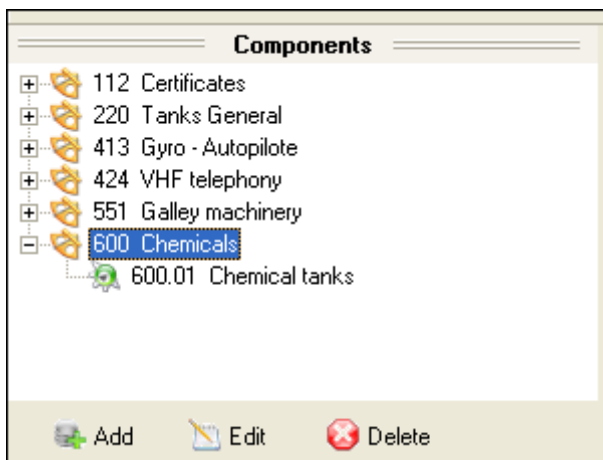 Components
112 Certificates
220 Tanks General
413 Gyro - Autopilote
424 VHF telephony
551 Galley machinery
600 Chemicals
600.01 Chemical tanks
Add Edit Delete